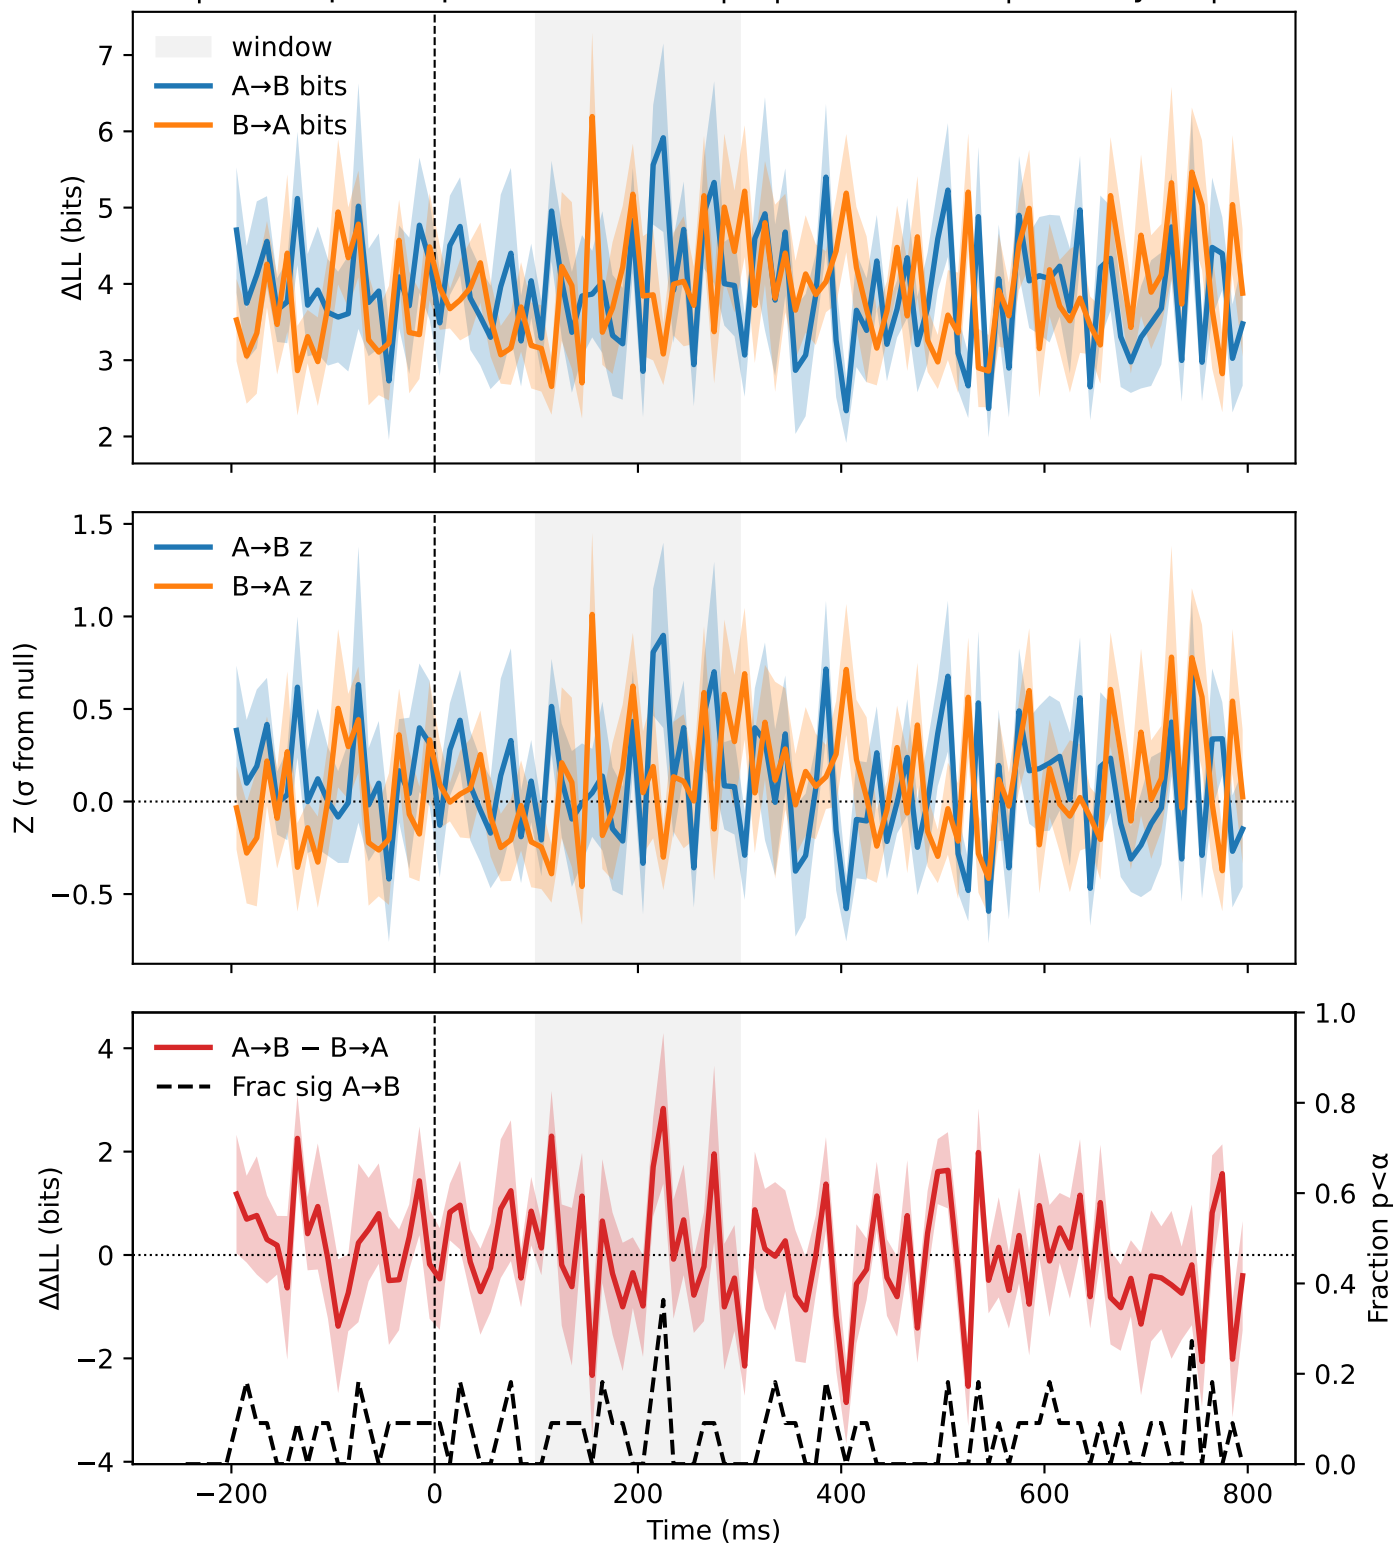 window
A→B bits
B→A bits
ΔLL (bits)
7
6
5
4
3
2
A→B z
B→A z
Z (σ from null)
1.5
1.0
0.5
0.0
−0.5
A→B − B→A
Frac sig A→B
ΔΔLL (bits)
4
2
0
−2
−4
1.0
0.8
0.6
0.4
0.2
0.0
Fraction p<α
−200
0
200
400
600
800
Time (ms)